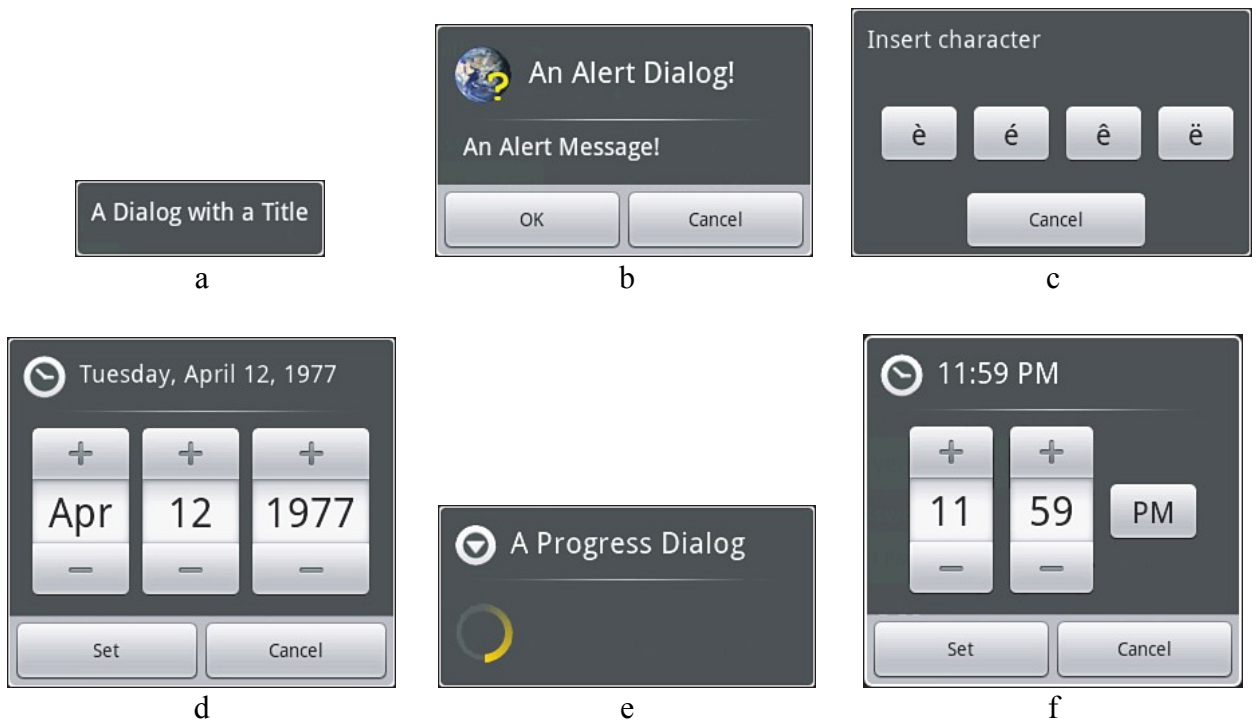 A Dialog with a Title
a
An Alert Dialog!
An Alert Message!
OK Cancel
b
Insert character
è é ê ë
Cancel
c
Tuesday, April 12, 1977
+ + +
Apr 12 1977
− − −
Set Cancel
d
A Progress Dialog
e
11:59 PM
+ +
11 59 PM
− −
Set Cancel
f